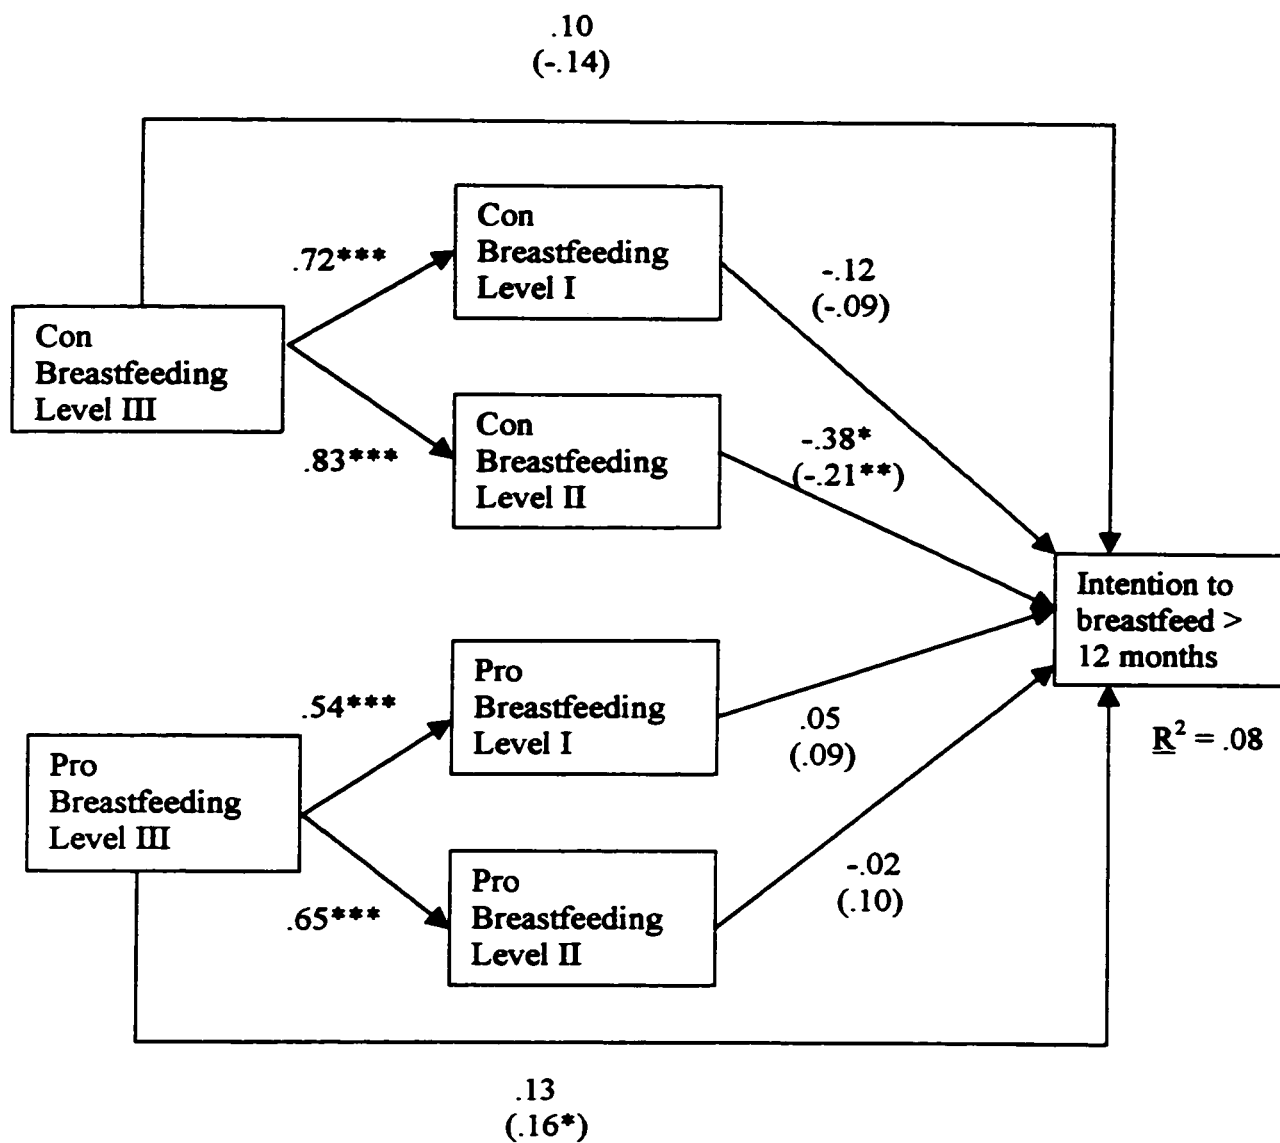 .10
(-.14)
Con
Breastfeeding
Level I
.72***
-.12
(-.09)
Con
Breastfeeding
Level III
.83***
Con
Breastfeeding
Level II
-.38*
(-.21**)
Intention to
breastfeed >
12 months
R² = .08
.54***
Pro
Breastfeeding
Level I
.05
(.09)
Pro
Breastfeeding
Level III
.65***
Pro
Breastfeeding
Level II
-.02
(.10)
.13
(.16*)